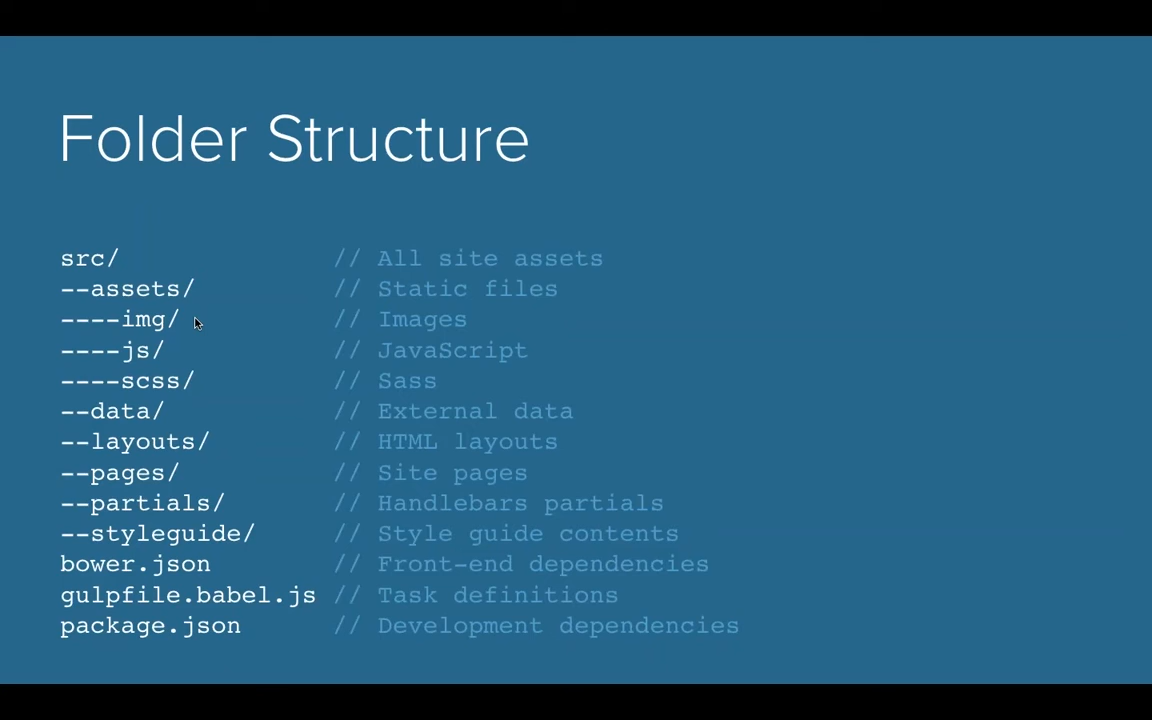 Folder Structure
src/ // All site assets
--assets/ // Static files
----img/ // Images
----js/ // JavaScript
----scss/ // Sass
--data/ // External data
--layouts/ // HTML layouts
--pages/ // Site pages
--partials/ // Handlebars partials
--styleguide/ // Style guide contents
bower.json // Front-end dependencies
gulpfile.babel.js // Task definitions
package.json // Development dependencies